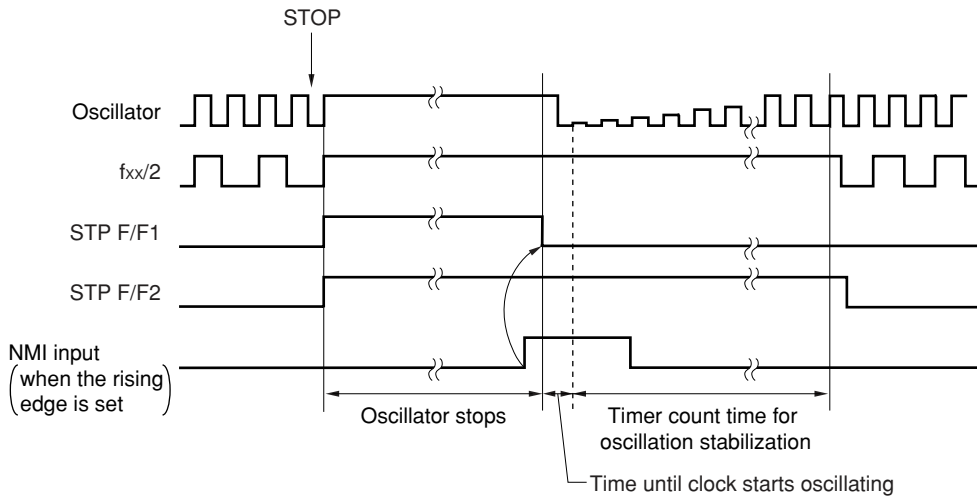 STOP
Oscillator
fxx/2
STP F/F1
STP F/F2
NMI input
(when the rising
edge is set)
Oscillator stops
Timer count time for
oscillation stabilization
Time until clock starts oscillating